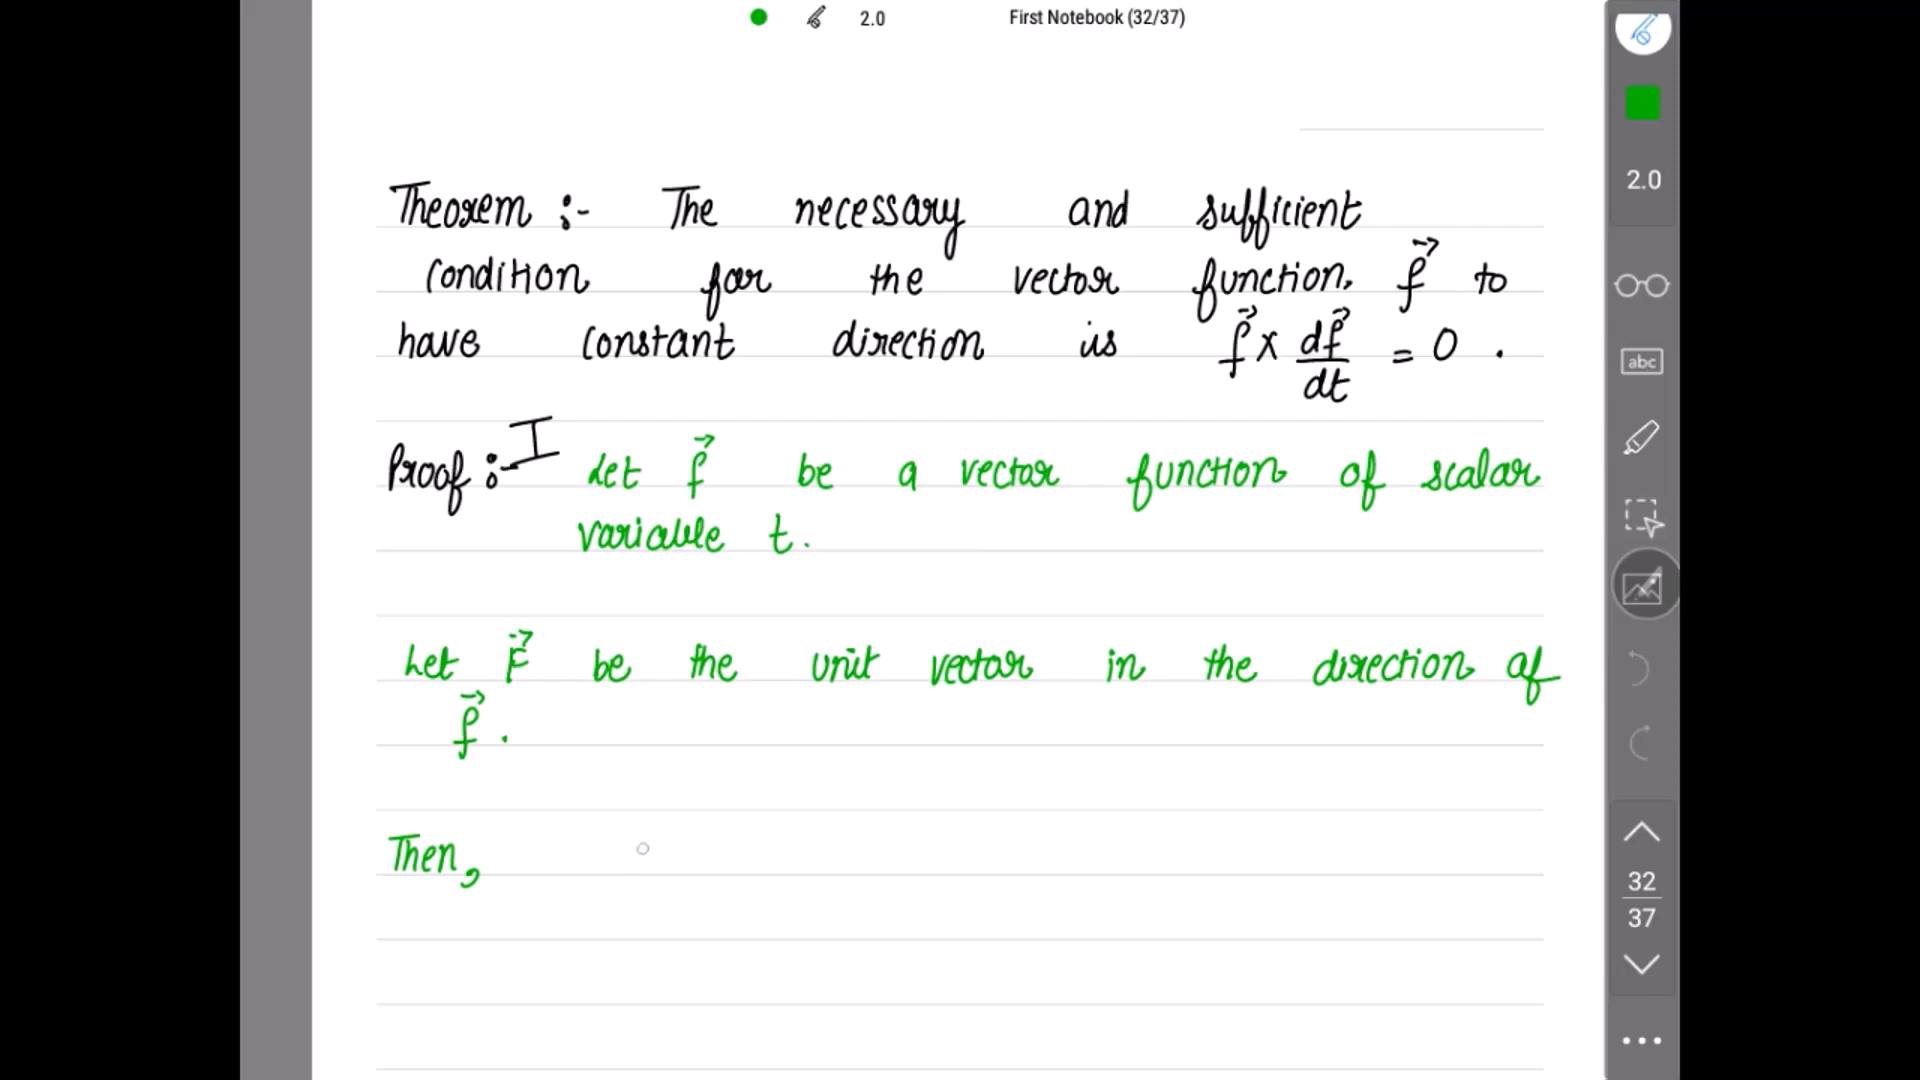 2.0 First Notebook (32/37)
2.0
Theorem :- The necessary and sufficient
condition for the vector function f⃗ to
have constant direction is f⃗ × df⃗/dt = 0 .
abc
Proof :- I Let f⃗ be a vector function of scalar
variable t.
Let F⃗ be the unit vector in the direction of
f⃗ .
Then,
32
37